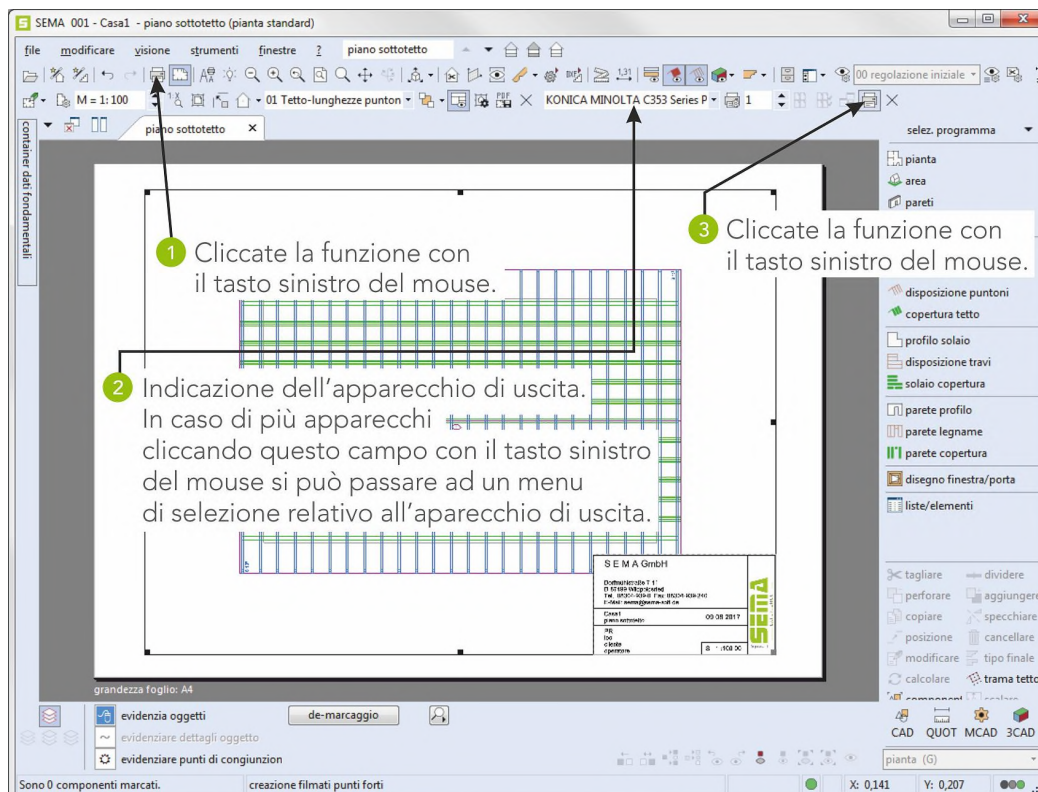 SEMA 001 - Casa1 - piano sottotetto (pianta standard)
file modificare visione strumenti finestre ? piano sottotetto
00 regolazione iniziale
M = 1: 100 01 Tetto-lunghezze punton KONICA MINOLTA C353 Series P 1
piano sottotetto
container dati fondamentali
selez. programma
pianta
area
pareti
1 Cliccate la funzione con
il tasto sinistro del mouse.
3 Cliccate la funzione con
il tasto sinistro del mouse.
disposizione puntoni
copertura tetto
profilo solaio
disposizione travi
solaio copertura
2 Indicazione dell'apparecchio di uscita.
In caso di più apparecchi
cliccando questo campo con il tasto sinistro
del mouse si può passare ad un menu
di selezione relativo all'aparecchio di uscita.
parete profilo
parete legname
parete copertura
disegno finestra/porta
liste/elementi
S E M A GmbH
Casa1
piano sottotetto
09 08 2017
PR
cliente
operatore
SEMA
tagliare dividere
perforare aggiungere
copiare specchiare
posizione cancellare
modificare tipo finale
calcolare trama tetto
grandezza foglio: A4
evidenzia oggetti de-marcaggio
evidenziare dettagli oggetto
evidenziare punti di congiunzion
CAD QUOT MCAD 3CAD
pianta (G)
Sono 0 componenti marcati. creazione filmati punti forti X: 0,141 Y: 0,207